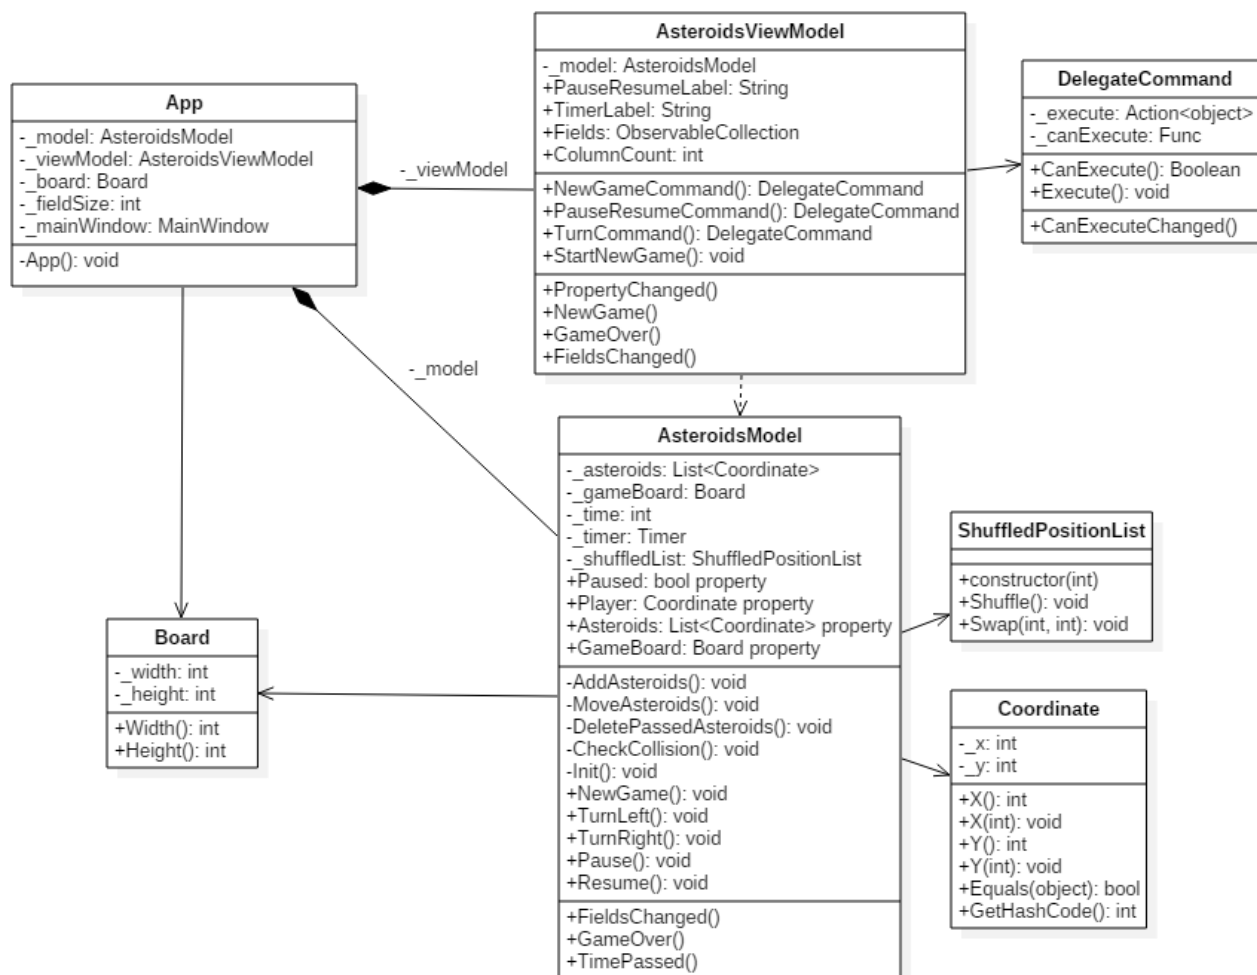 AsteroidsViewModel
-_model: AsteroidsModel
+PauseResumeLabel: String
+TimerLabel: String
+Fields: ObservableCollection
+ColumnCount: int
+NewGameCommand(): DelegateCommand
+PauseResumeCommand(): DelegateCommand
+TurnCommand(): DelegateCommand
+StartNewGame(): void
+PropertyChanged()
+NewGame()
+GameOver()
+FieldsChanged()
DelegateCommand
-_execute: Action<object>
-_canExecute: Func
+CanExecute(): Boolean
+Execute(): void
+CanExecuteChanged()
App
-_model: AsteroidsModel
-_viewModel: AsteroidsViewModel
-_board: Board
-_fieldSize: int
-_mainWindow: MainWindow
-App(): void
-_viewModel
-_model
AsteroidsModel
-_asteroids: List<Coordinate>
-_gameBoard: Board
-_time: int
-_timer: Timer
-_shuffledList: ShuffledPositionList
+Paused: bool property
+Player: Coordinate property
+Asteroids: List<Coordinate> property
+GameBoard: Board property
-AddAsteroids(): void
-MoveAsteroids(): void
-DeletePassedAsteroids(): void
-CheckCollision(): void
-Init(): void
+NewGame(): void
+TurnLeft(): void
+TurnRight(): void
+Pause(): void
+Resume(): void
+FieldsChanged()
+GameOver()
+TimePassed()
ShuffledPositionList
+constructor(int)
+Shuffle(): void
+Swap(int, int): void
Board
-_width: int
-_height: int
+Width(): int
+Height(): int
Coordinate
-_x: int
-_y: int
+X(): int
+X(int): void
+Y(): int
+Y(int): void
+Equals(object): bool
+GetHashCode(): int